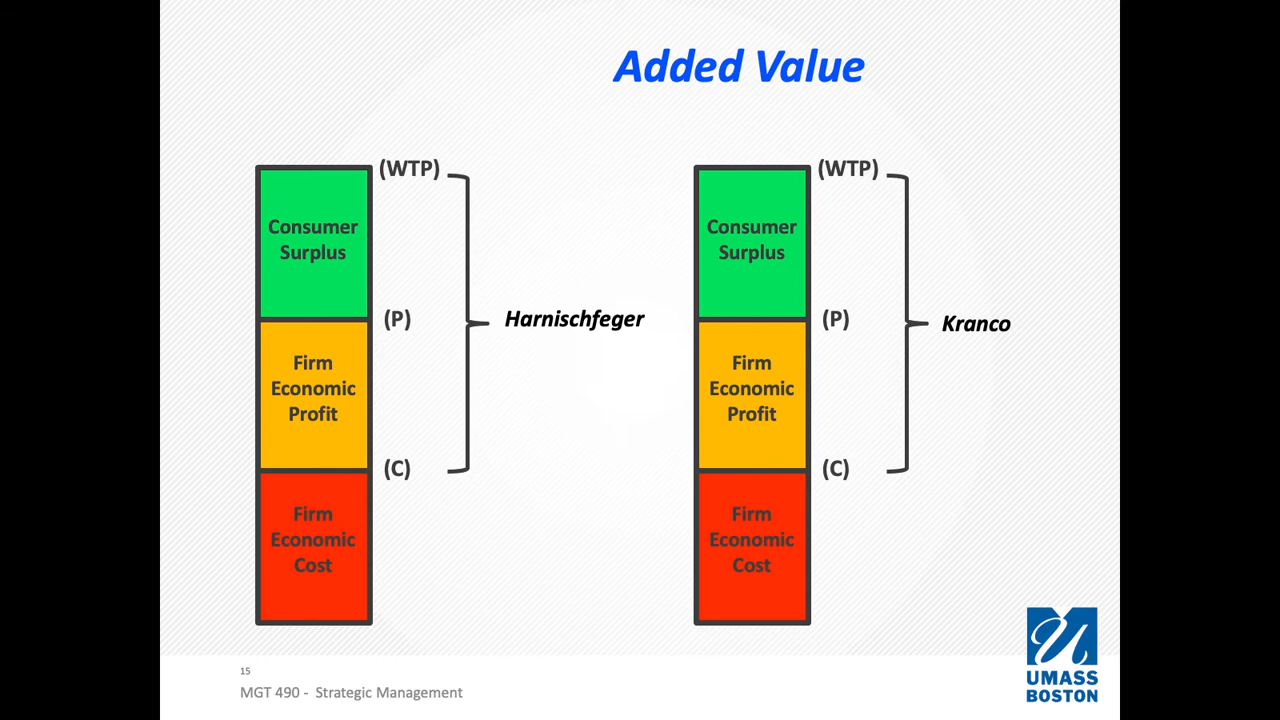 Added Value
(WTP)
Consumer
Surplus
(P)
Harnischfeger
Firm
Economic
Profit
(C)
Firm
Economic
Cost
(WTP)
Consumer
Surplus
(P)
Kranco
Firm
Economic
Profit
(C)
Firm
Economic
Cost
15
MGT 490 - Strategic Management
UMASS
BOSTON